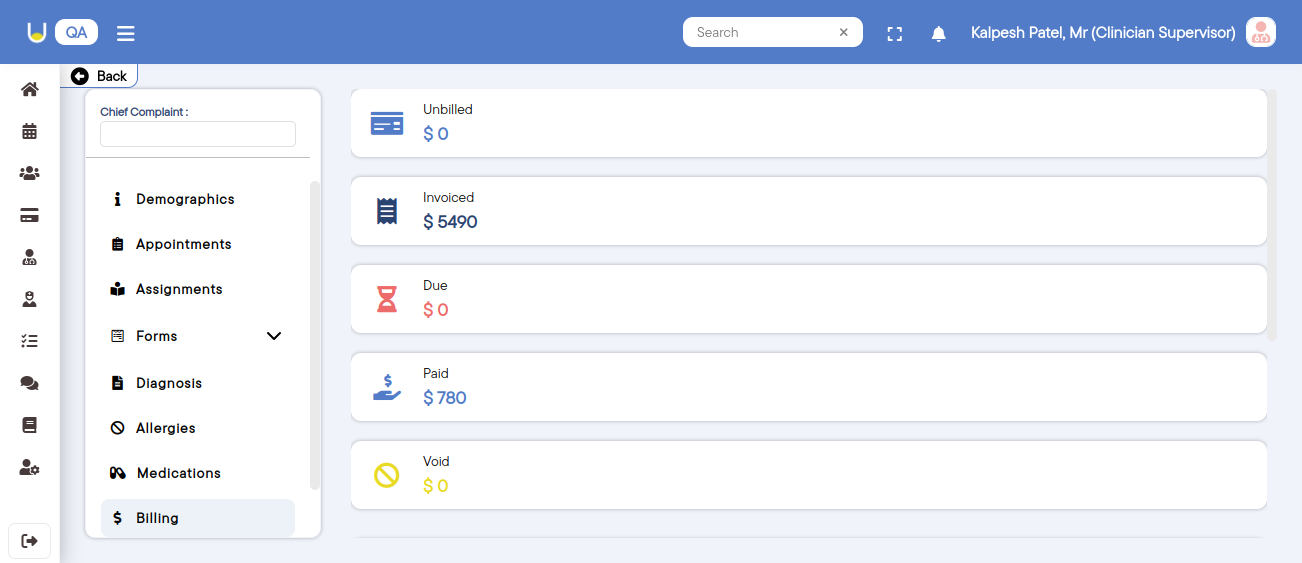 QA
Search
Kalpesh Patel, Mr (Clinician Supervisor)
Back
Chief Complaint :
Demographics
Appointments
Assignments
Forms
Diagnosis
Allergies
Medications
Billing
Unbilled
$ 0
Invoiced
$ 5490
Due
$ 0
Paid
$ 780
Void
$ 0